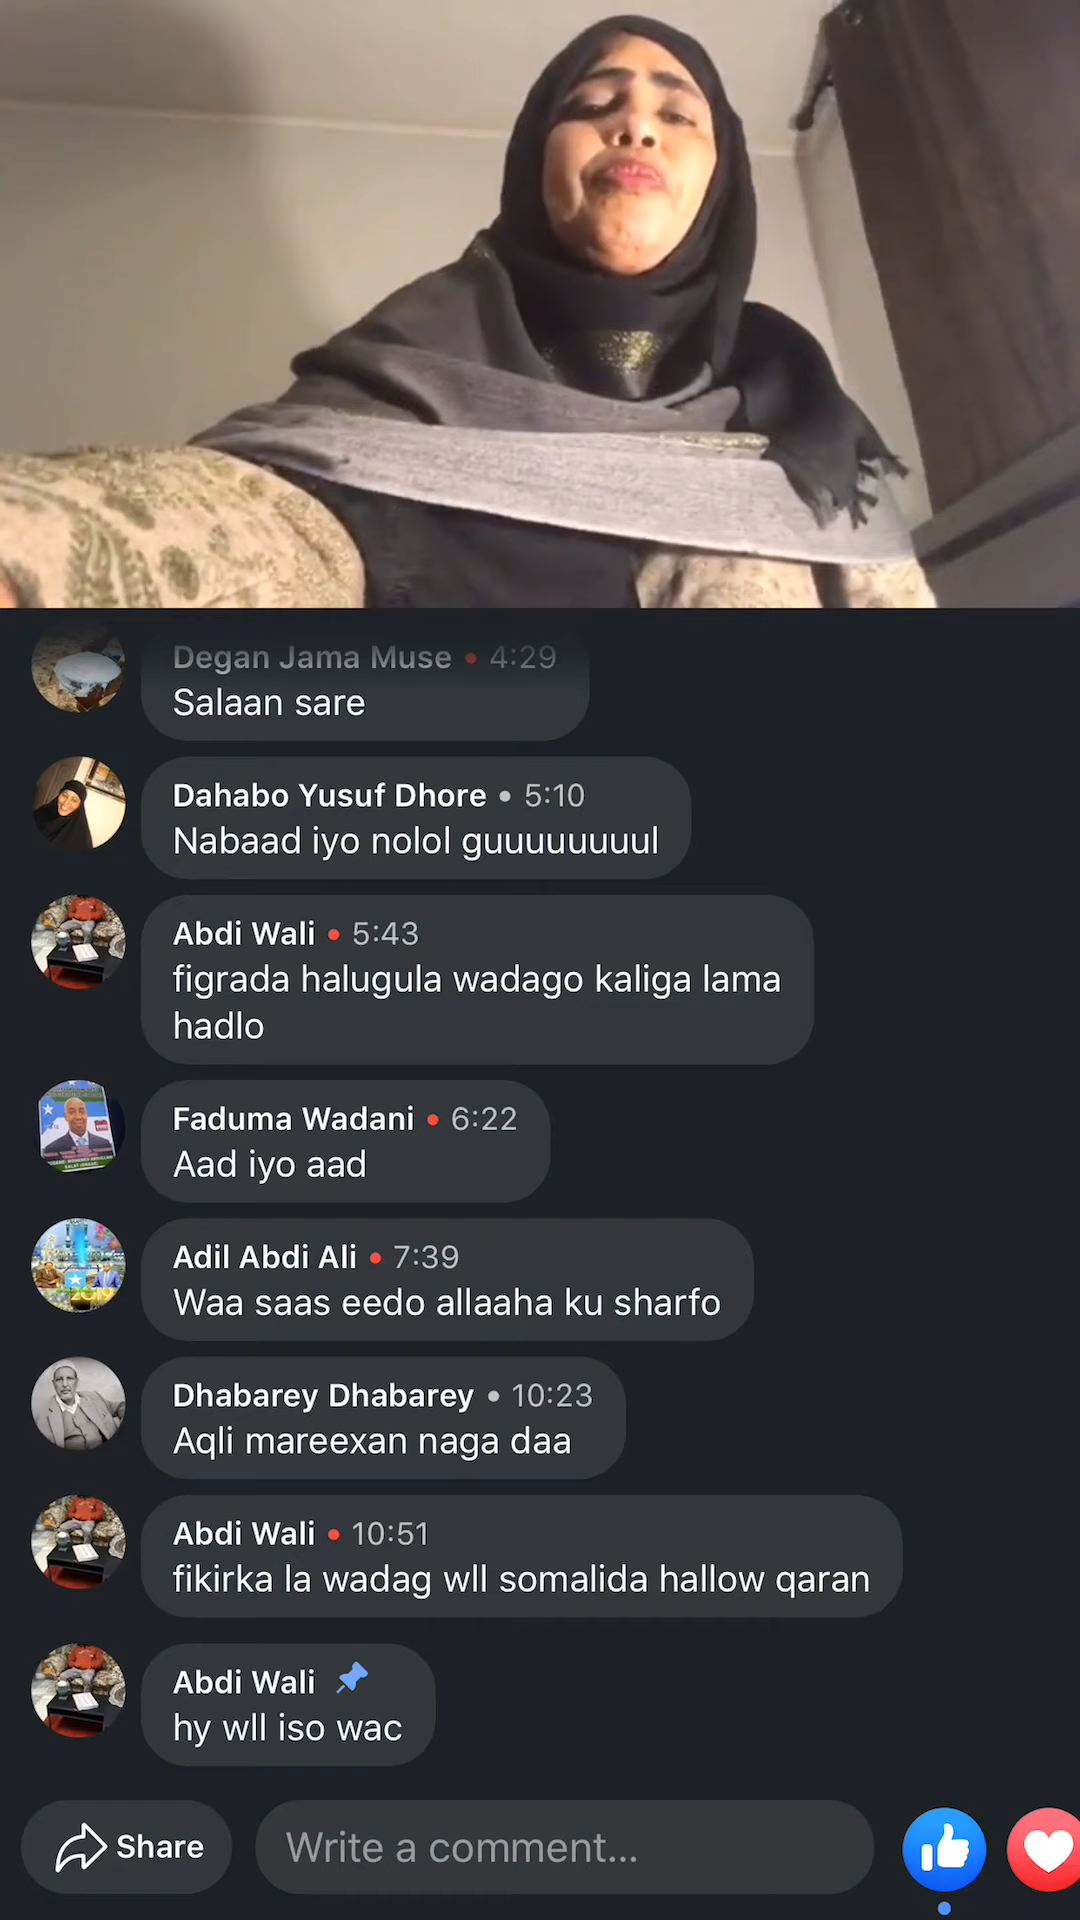 Degan Jama Muse • 4:29
Salaan sare
Dahabo Yusuf Dhore • 5:10
Nabaad iyo nolol guuuuuuuul
Abdi Wali • 5:43
figrada halugula wadago kaliga lama
hadlo
Faduma Wadani • 6:22
Aad iyo aad
Adil Abdi Ali • 7:39
Waa saas eedo allaaha ku sharfo
Dhabarey Dhabarey • 10:23
Aqli mareexan naga daa
Abdi Wali • 10:51
fikirka la wadag wll somalida hallow qaran
Abdi Wali
hy wll iso wac
Share
Write a comment...